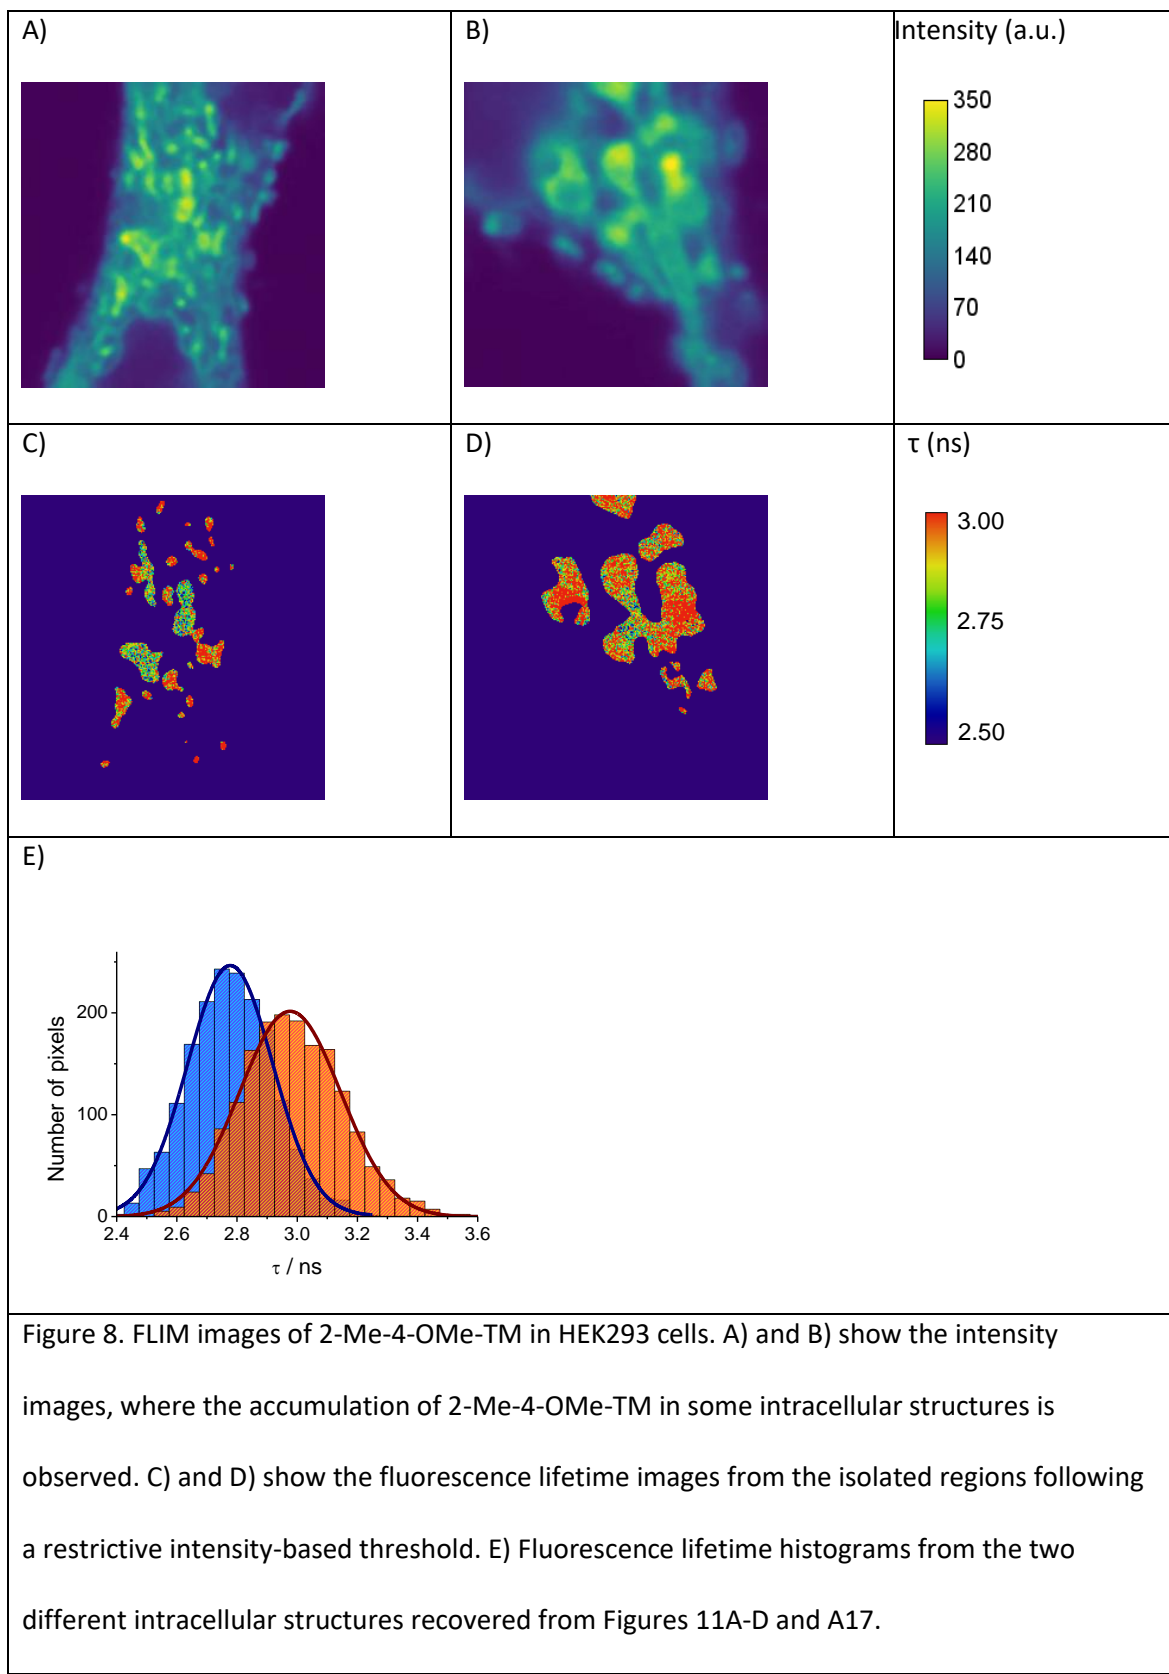 A)
B)
Intensity (a.u.)
350
280
210
140
70
0
C)
D)
τ (ns)
3.00
2.75
2.50
E)
Number of pixels
200
100
0
2.4 2.6 2.8 3.0 3.2 3.4 3.6
τ / ns
Figure 8. FLIM images of 2-Me-4-OMe-TM in HEK293 cells. A) and B) show the intensity
images, where the accumulation of 2-Me-4-OMe-TM in some intracellular structures is
observed. C) and D) show the fluorescence lifetime images from the isolated regions following
a restrictive intensity-based threshold. E) Fluorescence lifetime histograms from the two
different intracellular structures recovered from Figures 11A-D and A17.